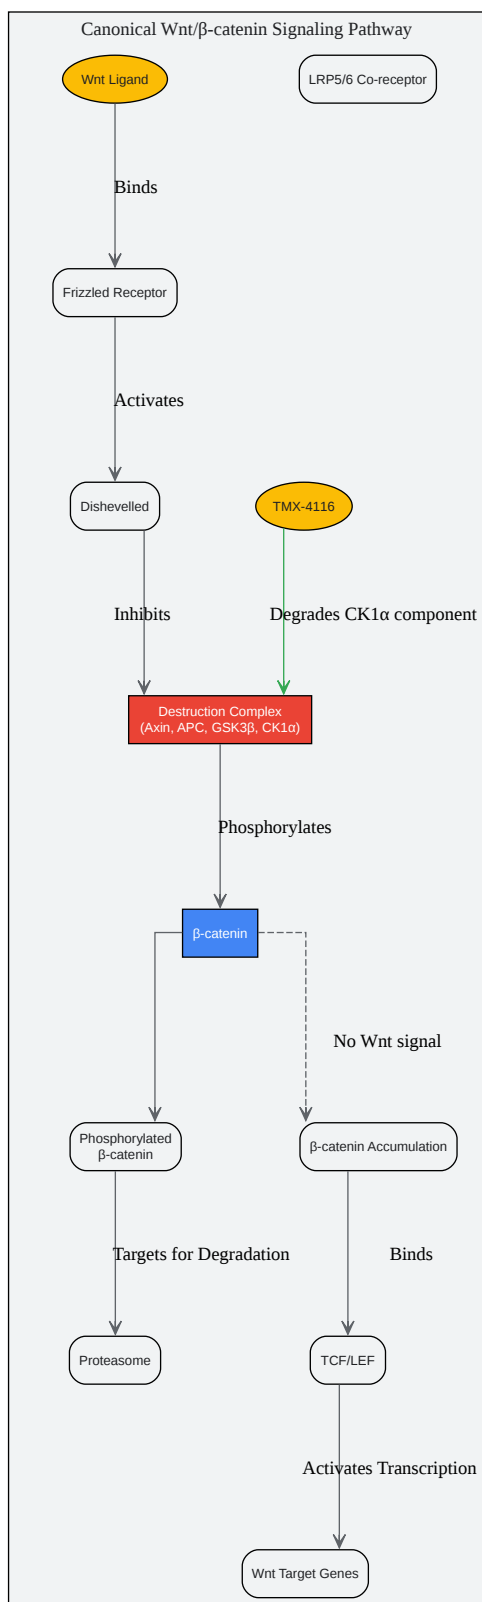 Canonical Wnt/β-catenin Signaling Pathway
Wnt Ligand
LRP5/6 Co-receptor
Binds
Frizzled Receptor
Activates
Dishevelled
TMX-4116
Inhibits
Degrades CK1α component
Destruction Complex
(Axin, APC, GSK3β, CK1α)
Phosphorylates
β-catenin
No Wnt signal
Phosphorylated
β-catenin
β-catenin Accumulation
Targets for Degradation
Binds
Proteasome
TCF/LEF
Activates Transcription
Wnt Target Genes